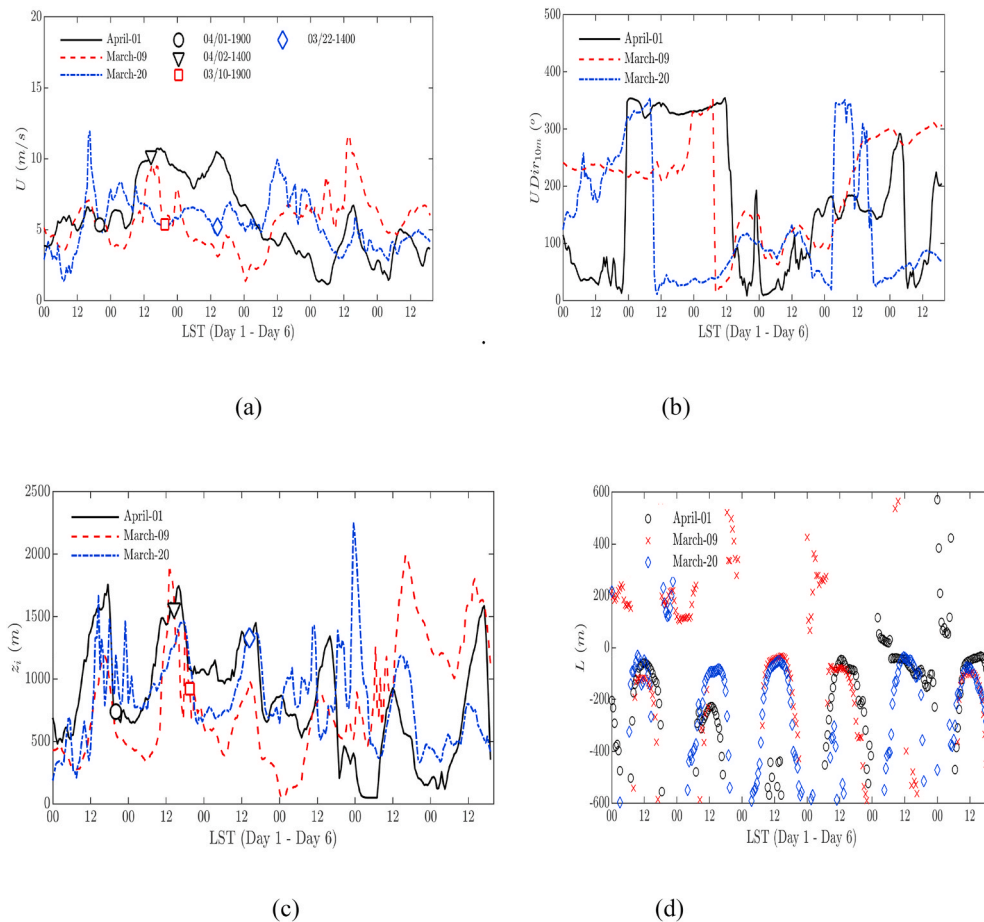 20
15
10
5
0
U (m/s)
April-01
March-09
March-20
04/01-1900
04/02-1400
03/10-1900
03/22-1400
00 12 00 12 00 12 00 12 00 12 00 12
LST (Day 1 - Day 6)
(a)
500
400
300
200
100
0
UDir10m (°)
April-01
March-09
March-20
00 12 00 12 00 12 00 12 00 12 00 12
LST (Day 1 - Day 6)
.
(b)
2500
2000
1500
1000
500
0
zi (m)
April-01
March-09
March-20
00 12 00 12 00 12 00 12 00 12 00 12
LST (Day 1 - Day 6)
(c)
600
400
200
0
-200
-400
-600
L (m)
April-01
March-09
March-20
00 12 00 12 00 12 00 12 00 12 00 12
LST (Day 1 - Day 6)
(d)